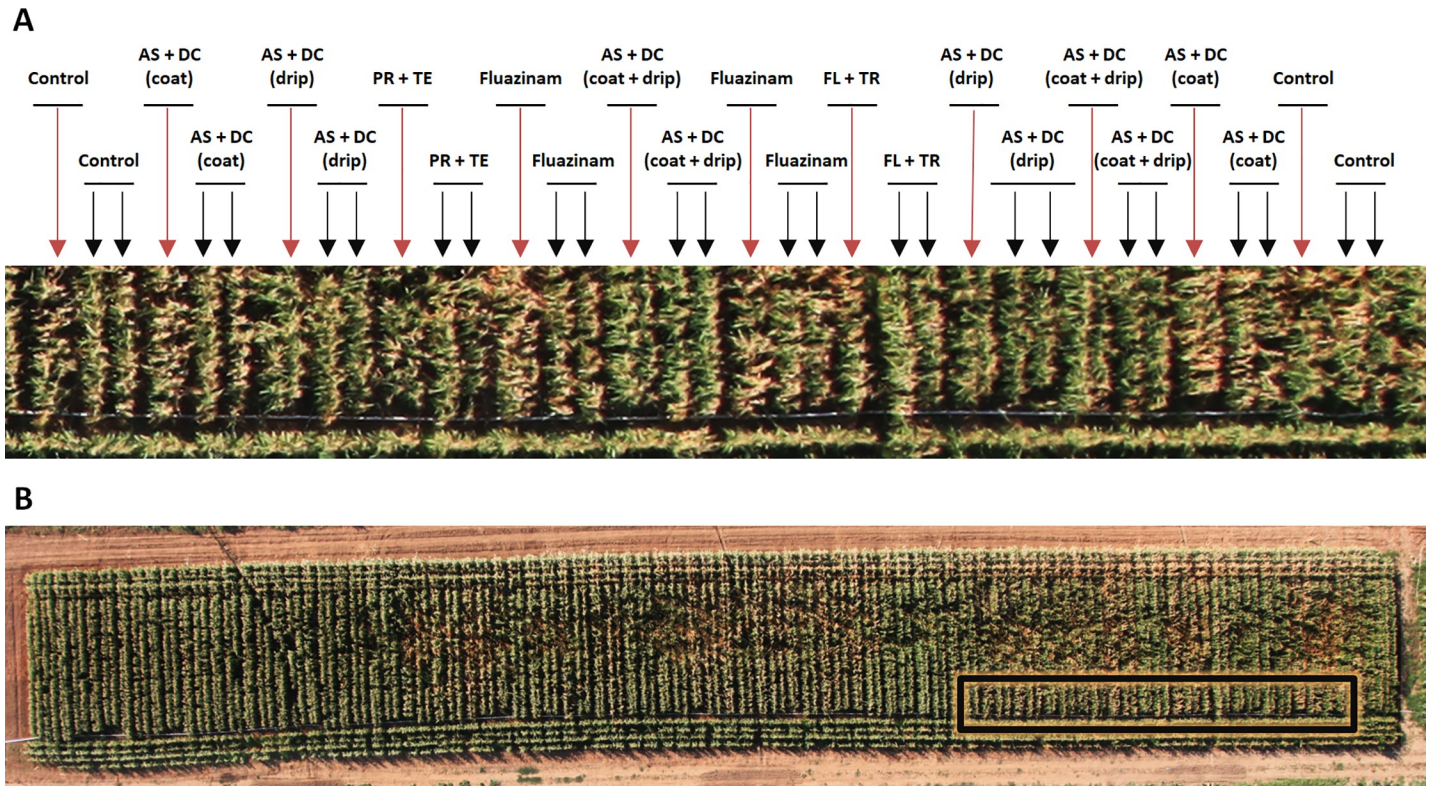 A
Control
AS + DC
(coat)
AS + DC
(drip)
PR + TE
Fluazinam
AS + DC
(coat + drip)
Fluazinam
FL + TR
AS + DC
(drip)
AS + DC
(coat + drip)
AS + DC
(coat)
Control
Control
AS + DC
(coat)
AS + DC
(drip)
PR + TE
Fluazinam
AS + DC
(coat + drip)
Fluazinam
FL + TR
AS + DC
(drip)
AS + DC
(coat + drip)
AS + DC
(coat)
Control
B